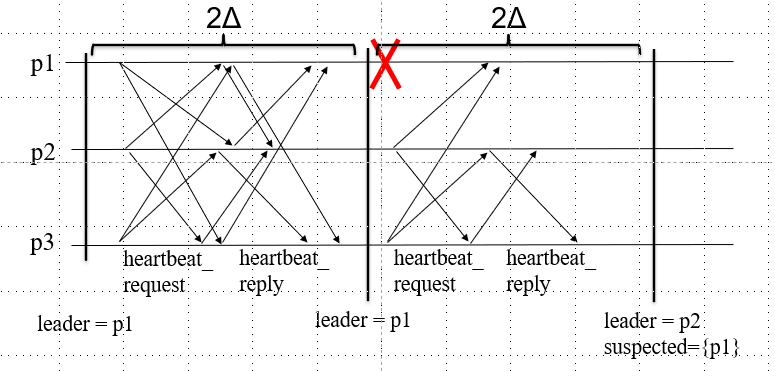 2Δ
2Δ
p1
p2
p3
heartbeat_
request
heartbeat_
reply
heartbeat_
request
heartbeat_
reply
leader = p1
leader = p1
leader = p2
suspected={p1}